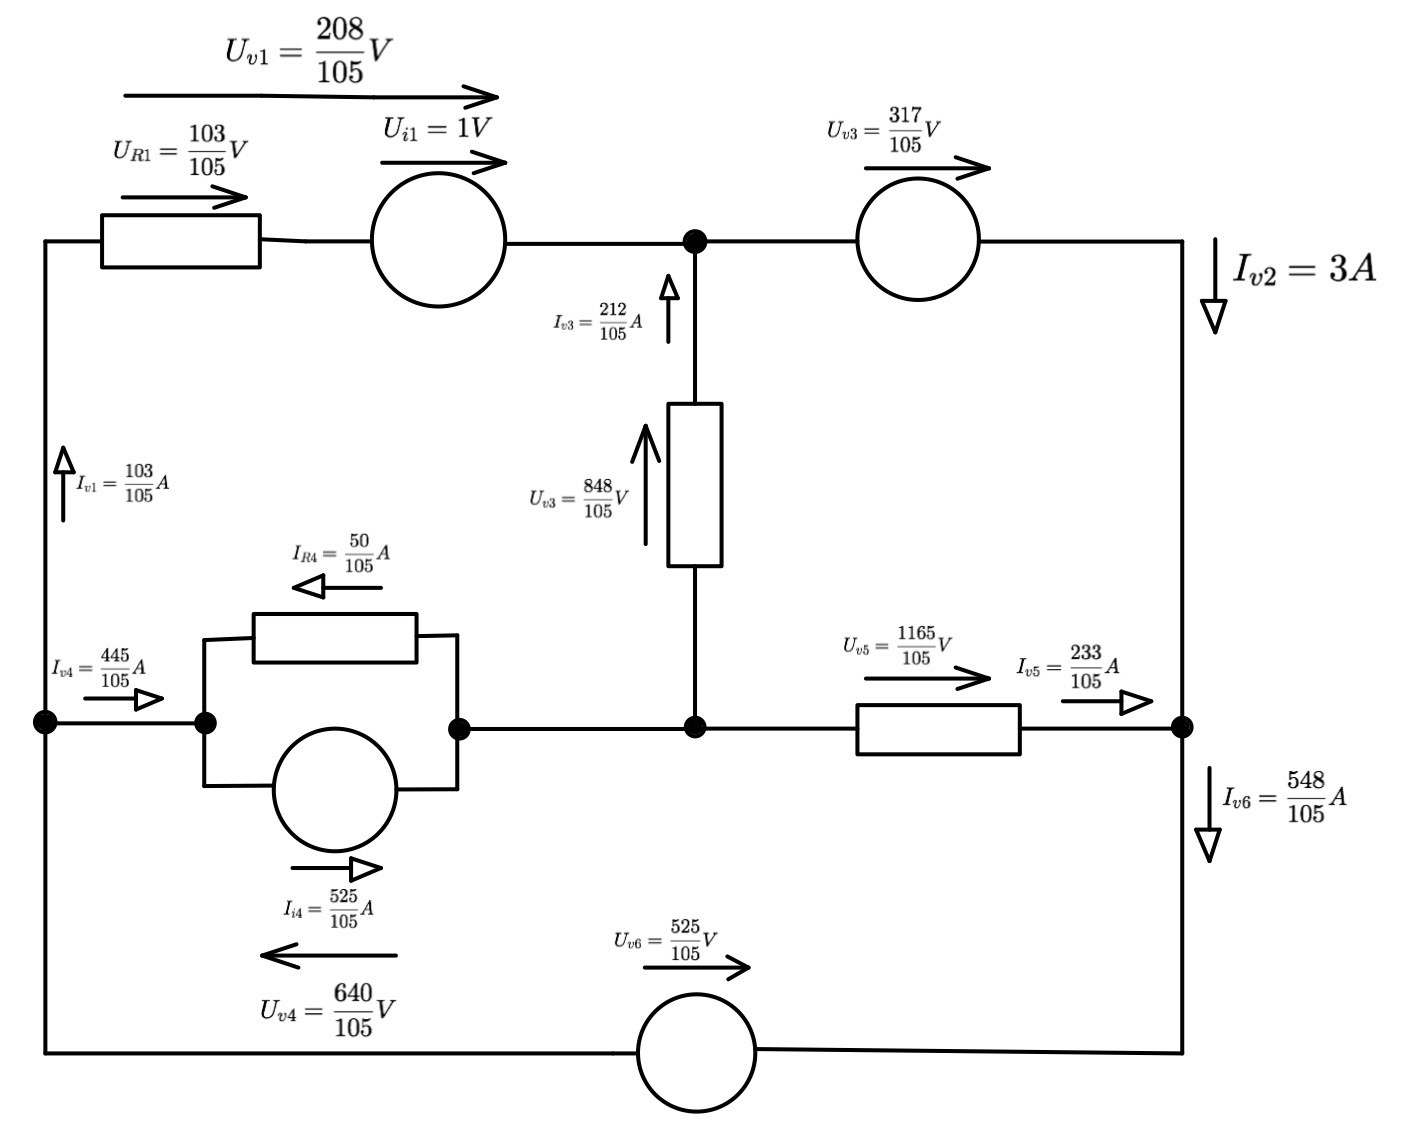 U_{v1} = \frac{208}{105}V
U_{i1} = 1V
U_{R1} = \frac{103}{105}V
U_{v3} = \frac{317}{105}V
I_{v2} = 3A
I_{v3} = \frac{212}{105}A
I_{v1} = \frac{103}{105}A
U_{v3} = \frac{848}{105}V
I_{R4} = \frac{50}{105}A
I_{v4} = \frac{445}{105}A
U_{v5} = \frac{1165}{105}V
I_{v5} = \frac{233}{105}A
I_{v6} = \frac{548}{105}A
I_{i4} = \frac{525}{105}A
U_{v6} = \frac{525}{105}V
U_{v4} = \frac{640}{105}V